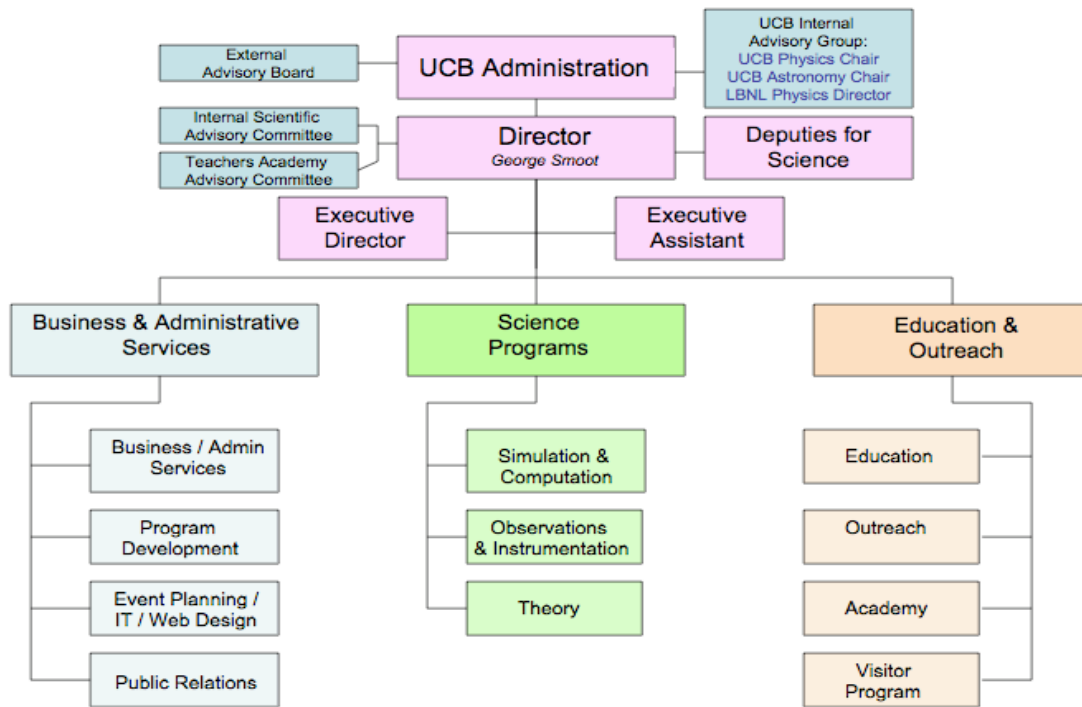 External
Advisory Board
UCB Administration
UCB Internal
Advisory Group:
UCB Physics Chair
UCB Astronomy Chair
LBNL Physics Director
Internal Scientific
Advisory Committee
Teachers Academy
Advisory Committee
Director
George Smoot
Deputies for
Science
Executive
Director
Executive
Assistant
Business & Administrative
Services
Science
Programs
Education &
Outreach
Business / Admin
Services
Program
Development
Event Planning /
IT / Web Design
Public Relations
Simulation &
Computation
Observations
& Instrumentation
Theory
Education
Outreach
Academy
Visitor
Program